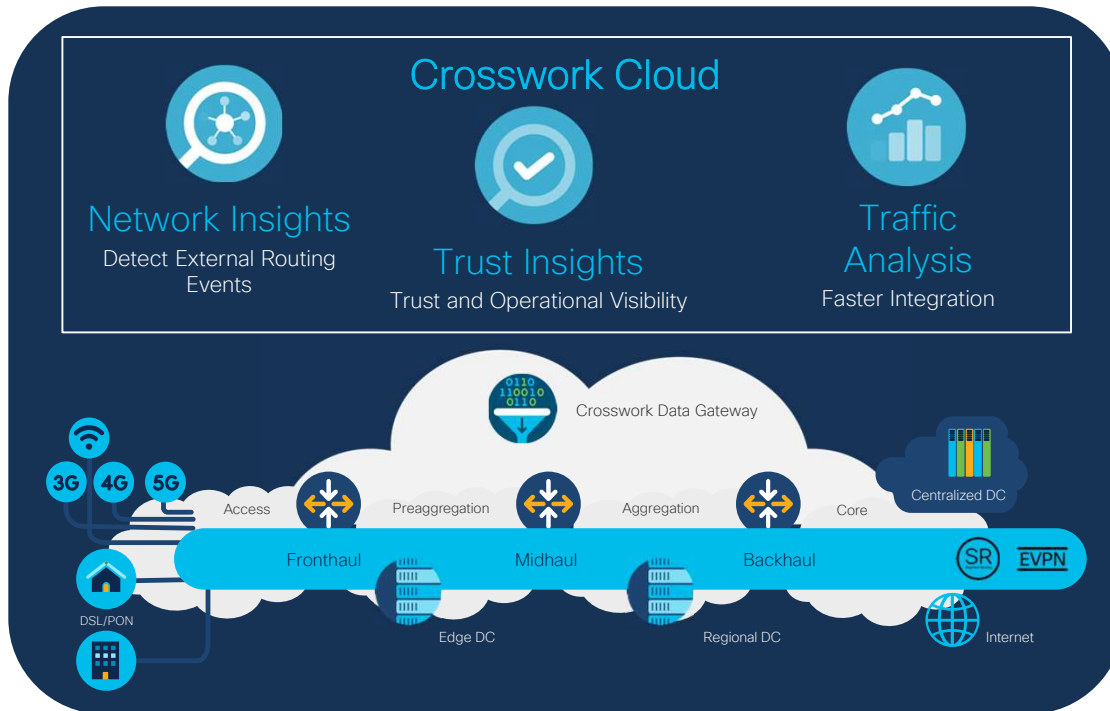 Crosswork Cloud
Network Insights
Detect External Routing
Events
Trust Insights
Trust and Operational Visibility
Traffic
Analysis
Faster Integration
0110
110010
0110
Crosswork Data Gateway
3G
4G
5G
Access
Preaggregation
Aggregation
Core
Centralized DC
Fronthaul
Midhaul
Backhaul
SR
EVPN
DSL/PON
Edge DC
Regional DC
Internet